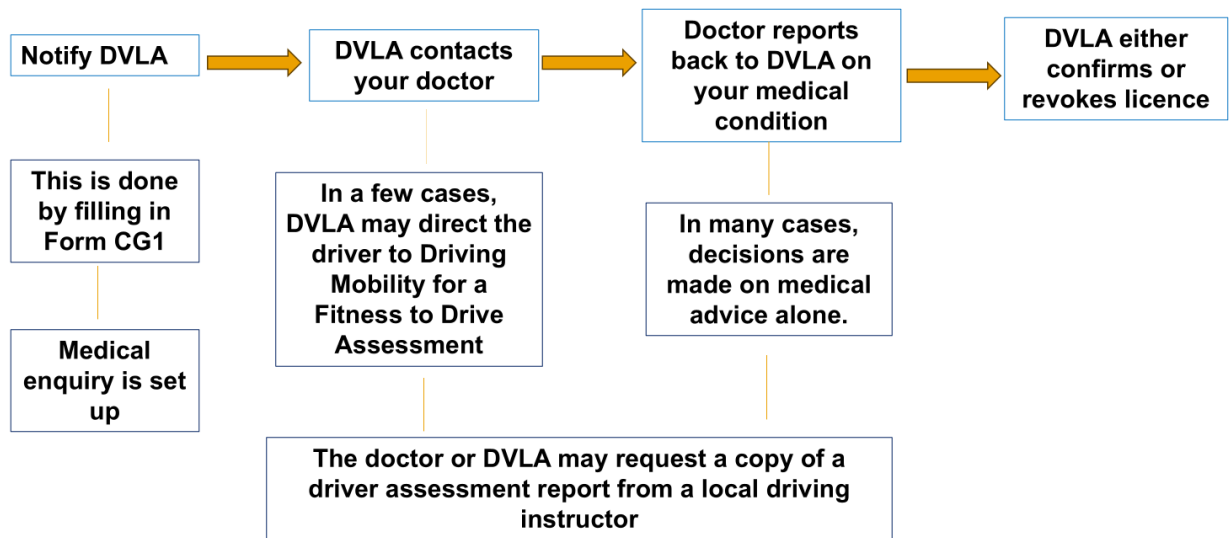 Notify DVLA
DVLA contacts
your doctor
Doctor reports
back to DVLA on
your medical
condition
DVLA either
confirms or
revokes licence
This is done
by filling in
Form CG1
In a few cases,
DVLA may direct the
driver to Driving
Mobility for a
Fitness to Drive
Assessment
In many cases,
decisions are
made on medical
advice alone.
Medical
enquiry is set
up
The doctor or DVLA may request a copy of a
driver assessment report from a local driving
instructor